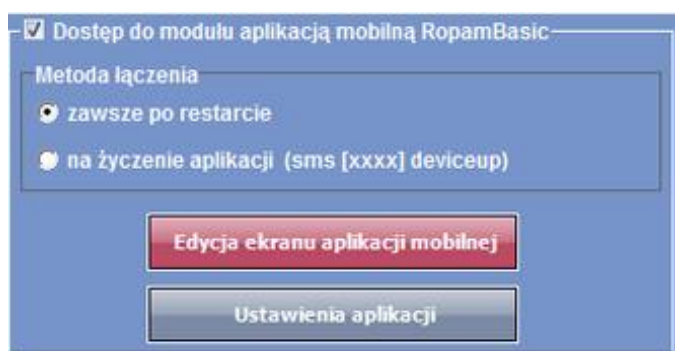 Dostęp do modułu aplikacją mobilną RopamBasic
Metoda łączenia
zawsze po restarcie
na życzenie aplikacji (sms [xxxx] deviceup)
Edycja ekranu aplikacji mobilnej
Ustawienia aplikacji